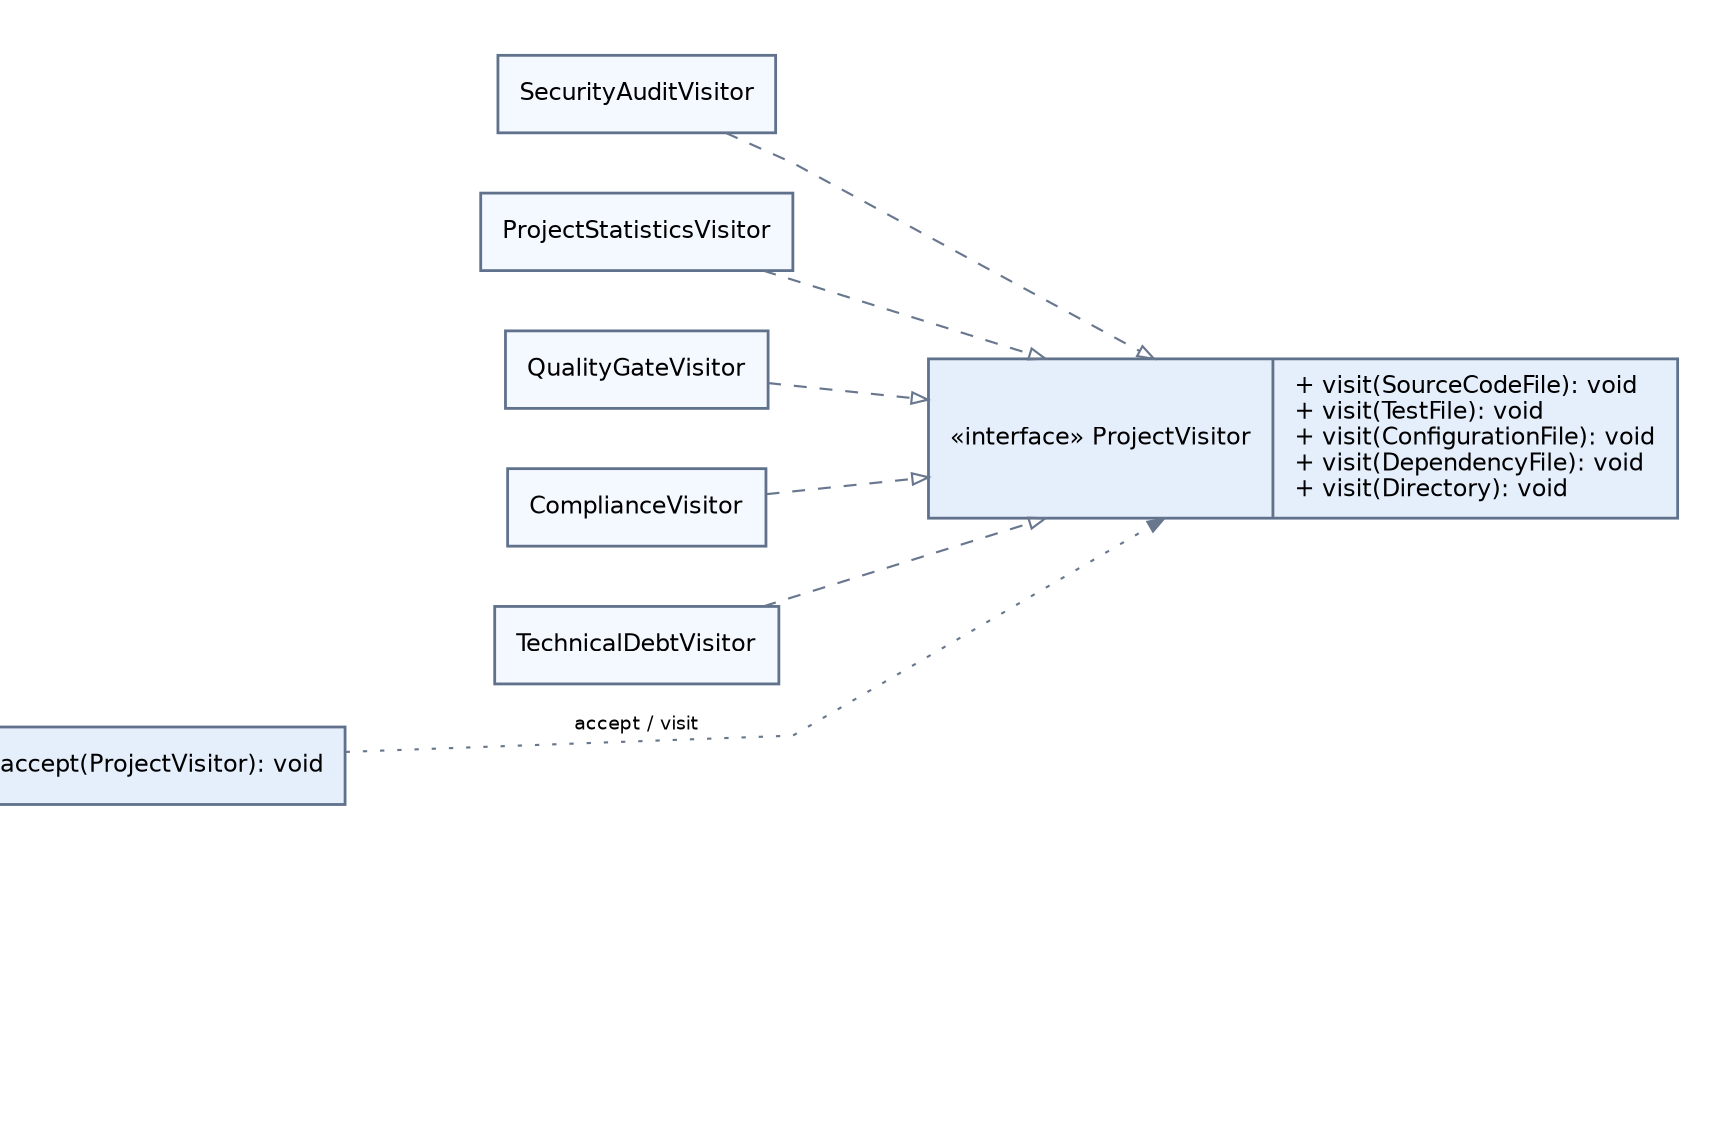 SecurityAuditVisitor
ProjectStatisticsVisitor
QualityGateVisitor
ComplianceVisitor
TechnicalDebtVisitor
«interface» ProjectVisitor
+ visit(SourceCodeFile): void
+ visit(TestFile): void
+ visit(ConfigurationFile): void
+ visit(DependencyFile): void
+ visit(Directory): void
accept / visit
accept(ProjectVisitor): void